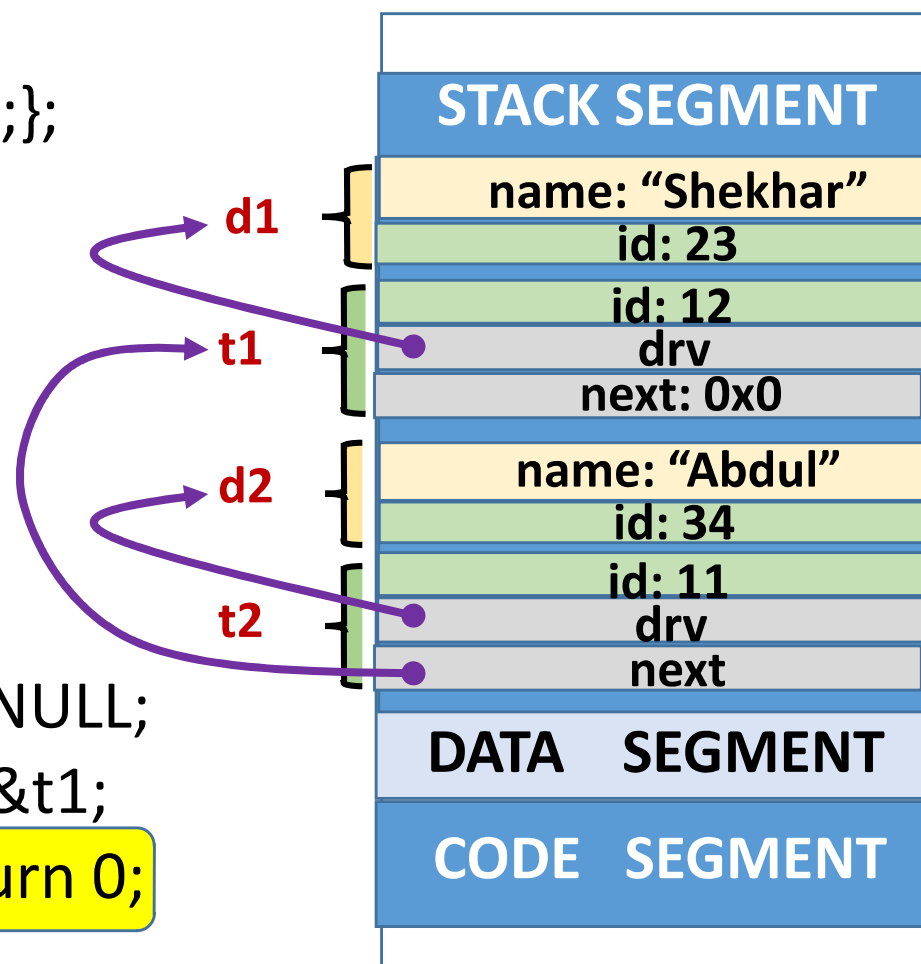 ;};
NULL;
&t1;
urn 0;
d1
t1
d2
t2
STACK SEGMENT
name: “Shekhar”
id: 23
id: 12
drv
next: 0x0
name: “Abdul”
id: 34
id: 11
drv
next
DATA SEGMENT
CODE SEGMENT